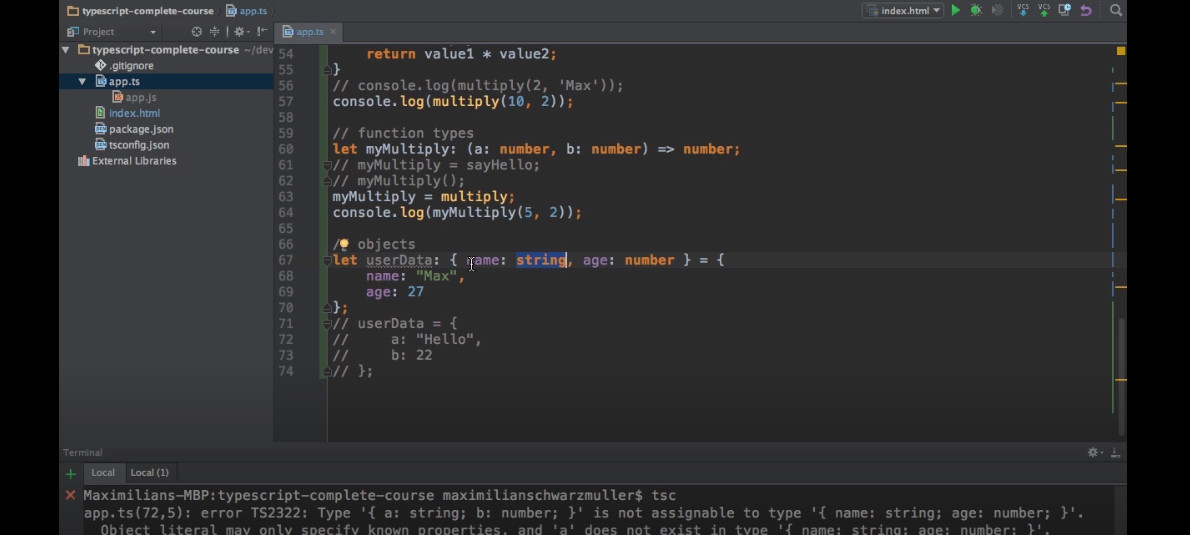 typescript-complete-course
app.ts
index.html
VCS
VCS
Project
app.ts
typescript-complete-course ~/dev
.gitignore
app.ts
app.js
index.html
package.json
tsconfig.json
External Libraries
54 return value1 * value2;
55 }
56 // console.log(multiply(2, 'Max'));
57 console.log(multiply(10, 2));
58
59 // function types
60 let myMultiply: (a: number, b: number) => number;
61 // myMultiply = sayHello;
62 // myMultiply();
63 myMultiply = multiply;
64 console.log(myMultiply(5, 2));
65
66 / objects
67 let userData: { name: string, age: number } = {
68 name: "Max",
69 age: 27
70 };
71 // userData = {
72 // a: "Hello",
73 // b: 22
74 // };
Terminal
Local
Local (1)
Maximilians-MBP:typescript-complete-course maximilianschwarzmuller$ tsc
app.ts(72,5): error TS2322: Type '{ a: string; b: number; }' is not assignable to type '{ name: string; age: number; }'.
Object literal may only specify known properties, and 'a' does not exist in type '{ name: string; age: number; }'.